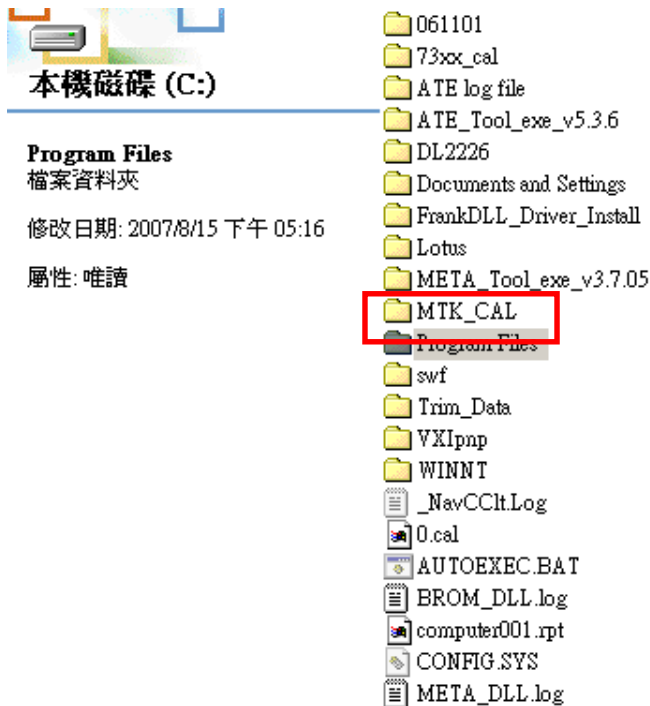 本機磁碟 (C:)
Program Files
檔案資料夾
修改日期: 2007/8/15 下午 05:16
屬性: 唯讀
061101
73xx_cal
ATE log file
ATE_Tool_exe_v5.3.6
DL2226
Documents and Settings
FrankDLL_Driver_Install
Lotus
META_Tool_exe_v3.7.05
MTK_CAL
Program Files
swf
Trim_Data
VXIpnp
WINNT
_NavCClt.Log
0.cal
AUTOEXEC.BAT
BROM_DLL.log
computer001.rpt
CONFIG.SYS
META_DLL.log